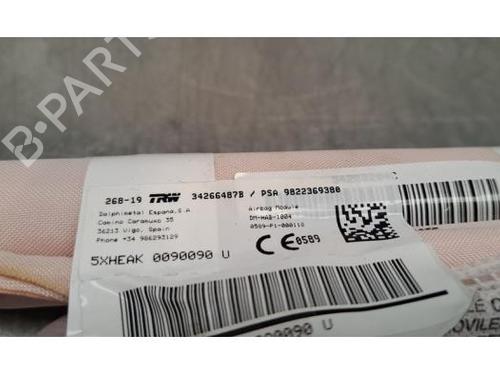 B-Parts
268-19 TRW 34266487B / PSA 9822369380
Dalphimetal Espana,S.A
Camino Caramuxo 35
36213 Vigo, Spain
Phone +34 986293129
Airbag Module
DM-HAB-1004
0589-P1-000110
CE 0589
5XHEAK 0090090 U
0090090 U